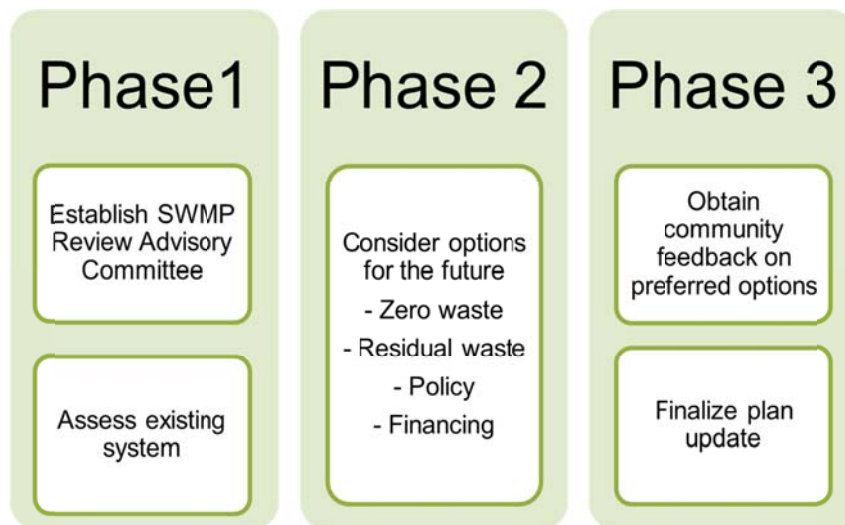 Phase1
Establish SWMP
Review Advisory
Committee
Assess existing
system
Phase 2
Consider options
for the future
- Zero waste
- Residual waste
- Policy
- Financing
Phase 3
Obtain
community
feedback on
preferred options
Finalize plan
update